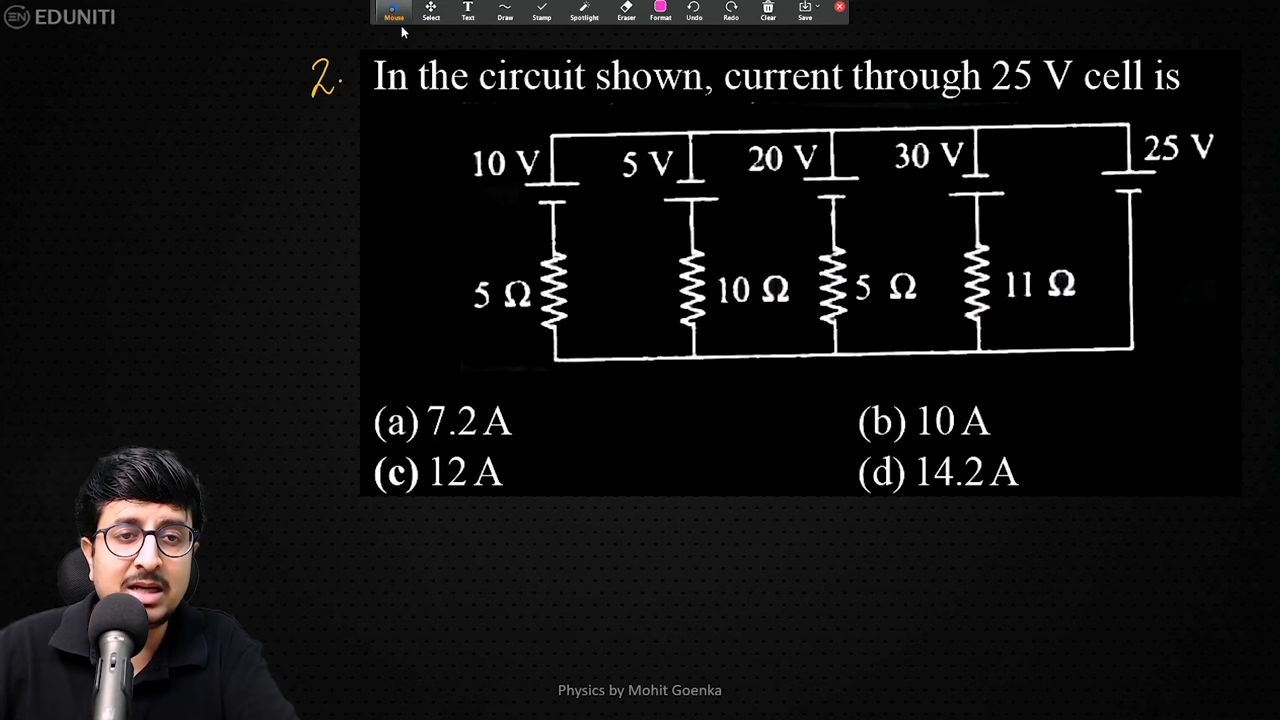 EN EDUNITI
Mouse Select Text Draw Stamp Spotlight Eraser Format Undo Redo Clear Save
2. In the circuit shown, current through 25 V cell is
10 V 5 V 20 V 30 V 25 V
5 Ω 10 Ω 5 Ω 11 Ω
(a) 7.2 A (b) 10 A
(c) 12 A (d) 14.2 A
Physics by Mohit Goenka